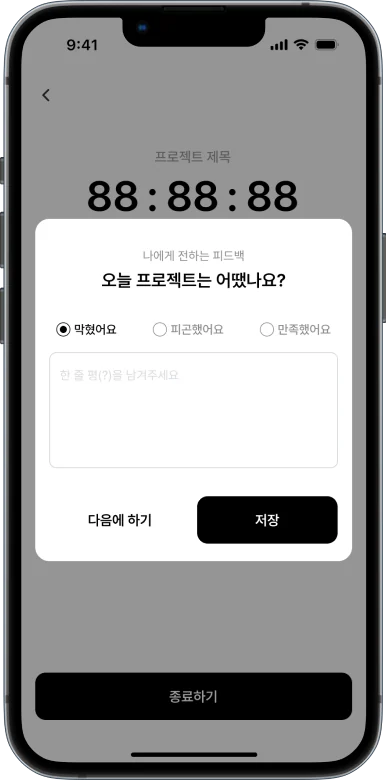 9:41
프로젝트 제목
88 : 88 : 88
나에게 전하는 피드백
오늘 프로젝트는 어땠나요?
막혔어요 피곤했어요 만족했어요
한 줄 평(?)을 남겨주세요
다음에 하기 저장
종료하기